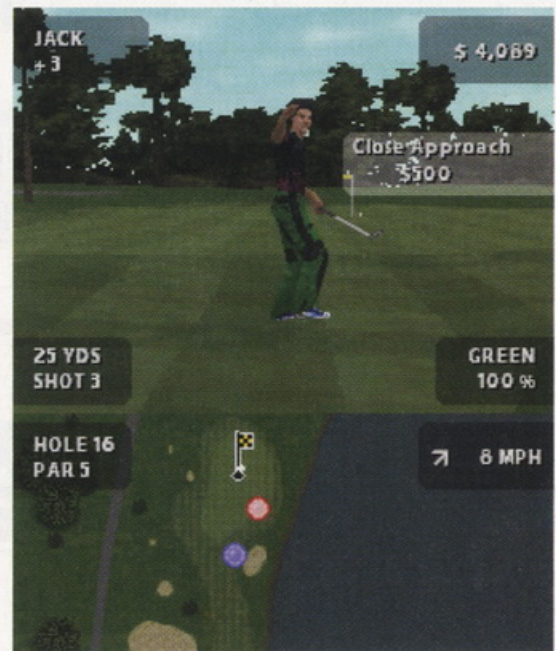 JACK
+3
$ 4,089
Close Approach
$500
25 YDS
SHOT 3
GREEN
100 %
HOLE 16
PAR 5
8 MPH